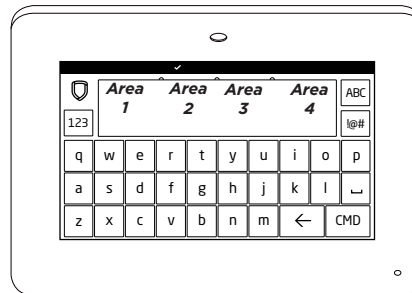 Area Area Area Area ABC
1 2 3 4
123 !@#
q w e r t y u i o p
a s d f g h j k l
z x c v b n m ← CMD